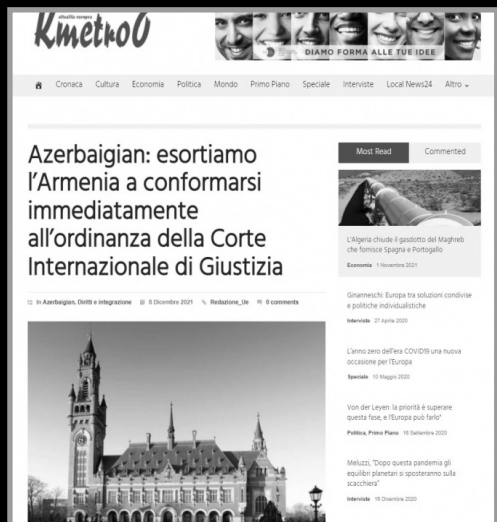 attualità europea
Kmetro0
DIAMO FORMA ALLE TUE IDEE
Cronaca Cultura Economia Politica Mondo Primo Piano Speciale Interviste Local News24 Altro
Azerbaigian: esortiamo
l'Armenia a conformarsi
immediatamente
all'ordinanza della Corte
Internazionale di Giustizia
In Azerbaigian, Diritti e integrazione 8 Dicembre 2021 Redazione_Ue 0 comments
Most Read Commented
L'Algeria chiude il gasdotto del Maghreb
che fornisce Spagna e Portogallo
Economia 1 Novembre 2021
Ginanneschi: Europa tra soluzioni condivise
e politiche individualistiche
Interviste 27 Aprile 2020
L'anno zero dell'era COVID19 una nuova
occasione per l'Europa
Speciale 10 Maggio 2020
Von der Leyen: la priorità è superare
questa fase, e l'Europa può farlo"
Politica, Primo Piano 16 Settembre 2020
Meluzzi, "Dopo questa pandemia gli
equilibri planetari si sposteranno sulla
scacchiera"
Interviste 15 Dicembre 2020